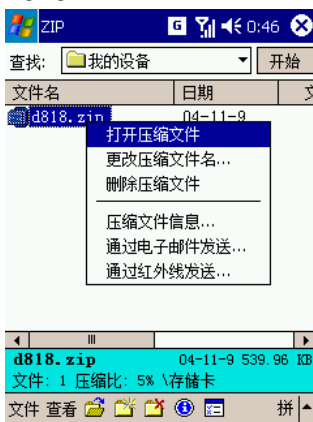 ZIP G 0:46
查找: 我的设备 开始
文件名 日期
d818.zip 04-11-9
打开压缩文件
更改压缩文件名...
删除压缩文件
压缩文件信息...
通过电子邮件发送...
通过红外线发送...
d818.zip 04-11-9 539.96 KB
文件: 1 压缩比: 5% \存储卡
文件 查看 拼